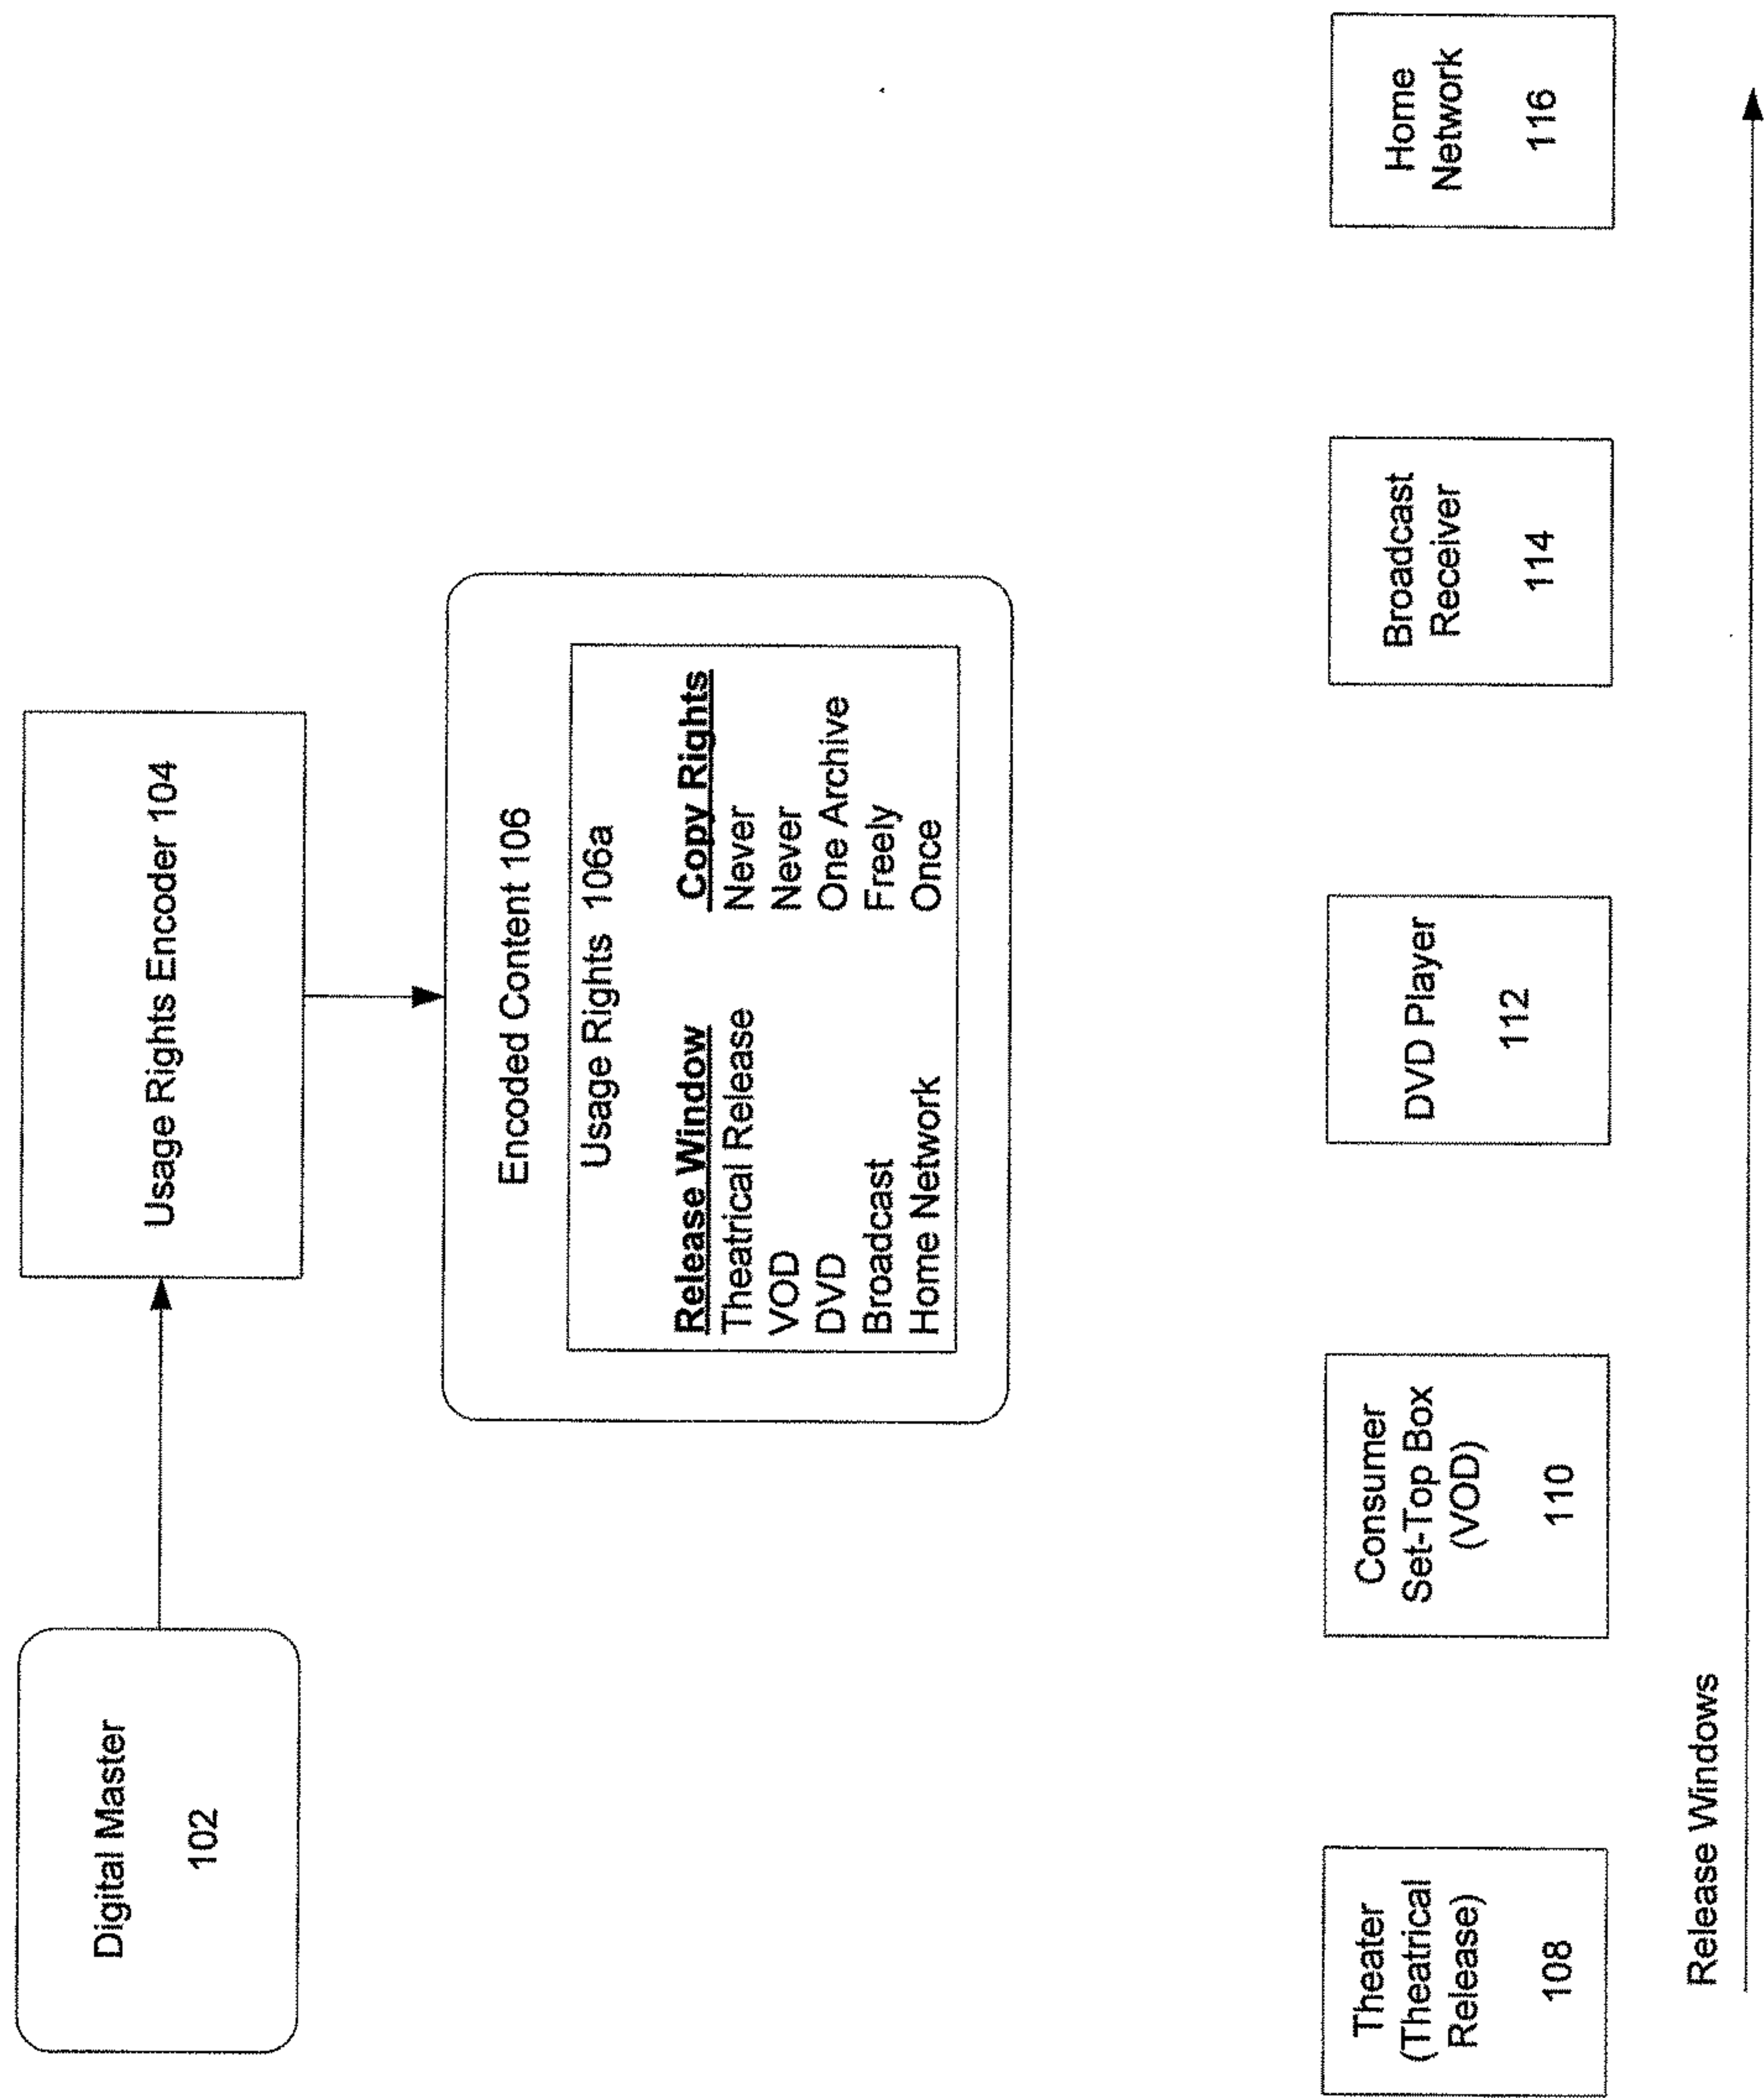 Digital Master
102
Usage Rights Encoder 104
Encoded Content 106
Usage Rights 106a
Release Window Copy Rights
Theatrical Release Never
VOD Never
DVD One Archive
Broadcast Freely
Home Network Once
Theater
(Theatrical
Release)
108
Consumer
Set-Top Box
(VOD)
110
DVD Player
112
Broadcast
Receiver
114
Home
Network
116
Release Windows